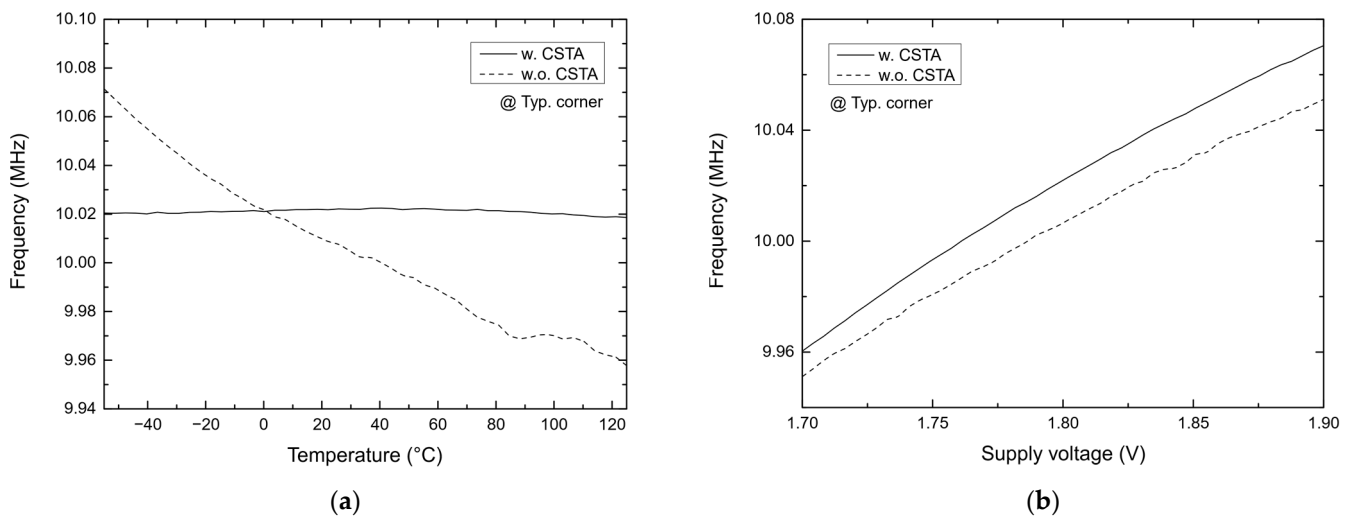 10.10
10.08
10.06
10.04
10.02
10.00
9.98
9.96
9.94
Frequency (MHz)
w. CSTA
w.o. CSTA
@ Typ. corner
−40 −20 0 20 40 60 80 100 120
Temperature (°C)
(a)
10.08
10.04
10.00
9.96
Frequency (MHz)
w. CSTA
w.o. CSTA
@ Typ. corner
1.70 1.75 1.80 1.85 1.90
Supply voltage (V)
(b)